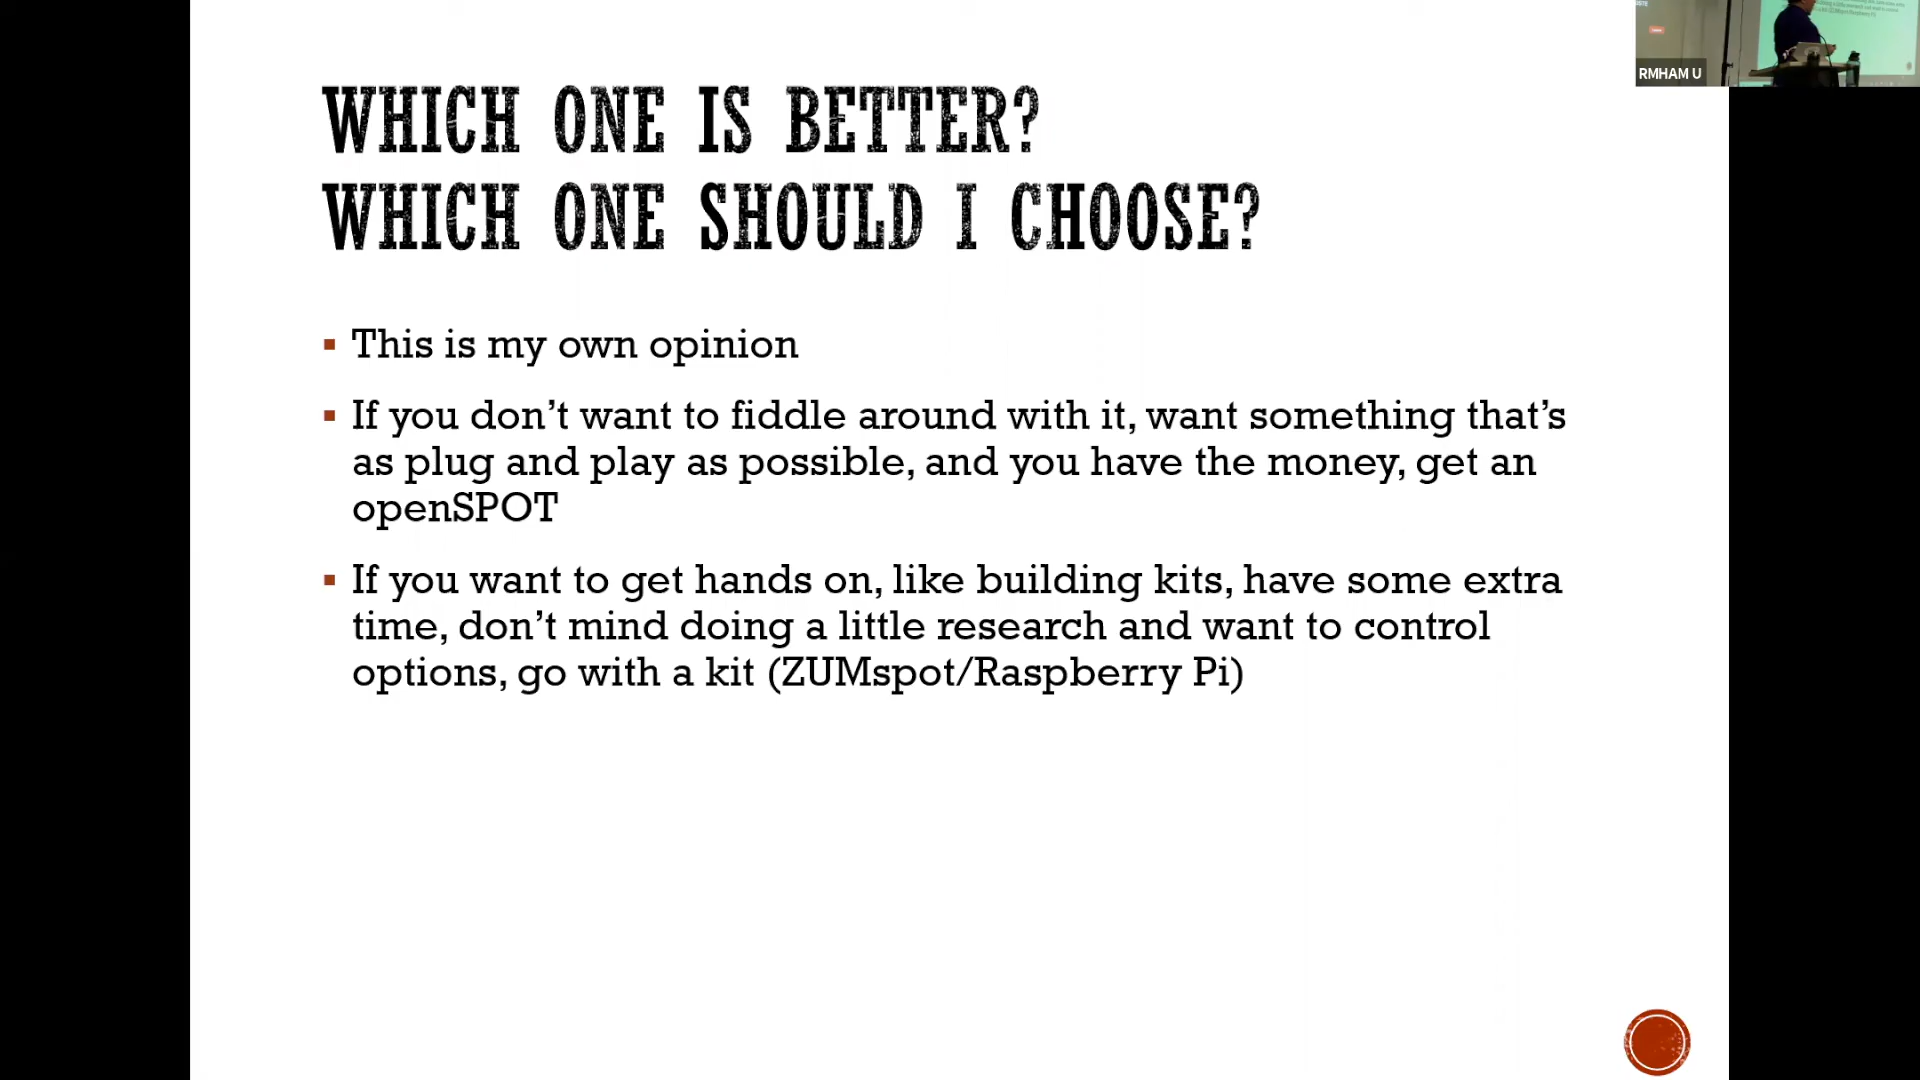 WHICH ONE IS BETTER?
WHICH ONE SHOULD I CHOOSE?
This is my own opinion
If you don’t want to fiddle around with it, want something that’s
as plug and play as possible, and you have the money, get an
openSPOT
If you want to get hands on, like building kits, have some extra
time, don’t mind doing a little research and want to control
options, go with a kit (ZUMspot/Raspberry Pi)
RMHAM U